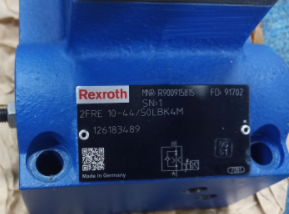 Rexroth MNR: R900915815 FD: 91702
SN:1
2FRE 10-44/50LBK4M
126183489
Made in Germany